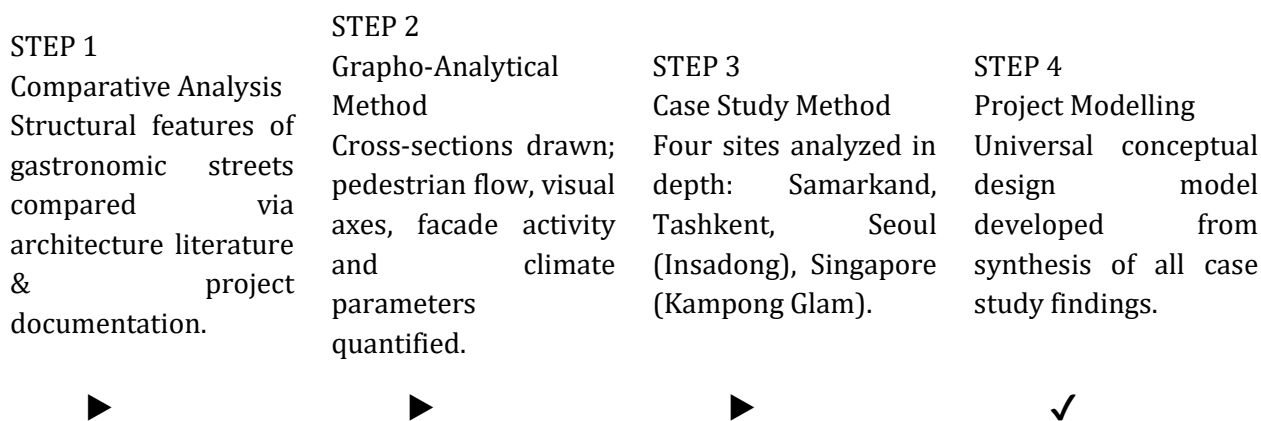 STEP 1
Comparative Analysis
Structural features of
gastronomic streets
compared via
architecture literature
& project
documentation.
STEP 2
Grapho-Analytical
Method
Cross-sections drawn;
pedestrian flow, visual
axes, facade activity
and climate
parameters
quantified.
STEP 3
Case Study Method
Four sites analyzed in
depth: Samarkand,
Tashkent, Seoul
(Insadong), Singapore
(Kampong Glam).
STEP 4
Project Modelling
Universal conceptual
design model
developed from
synthesis of all case
study findings.